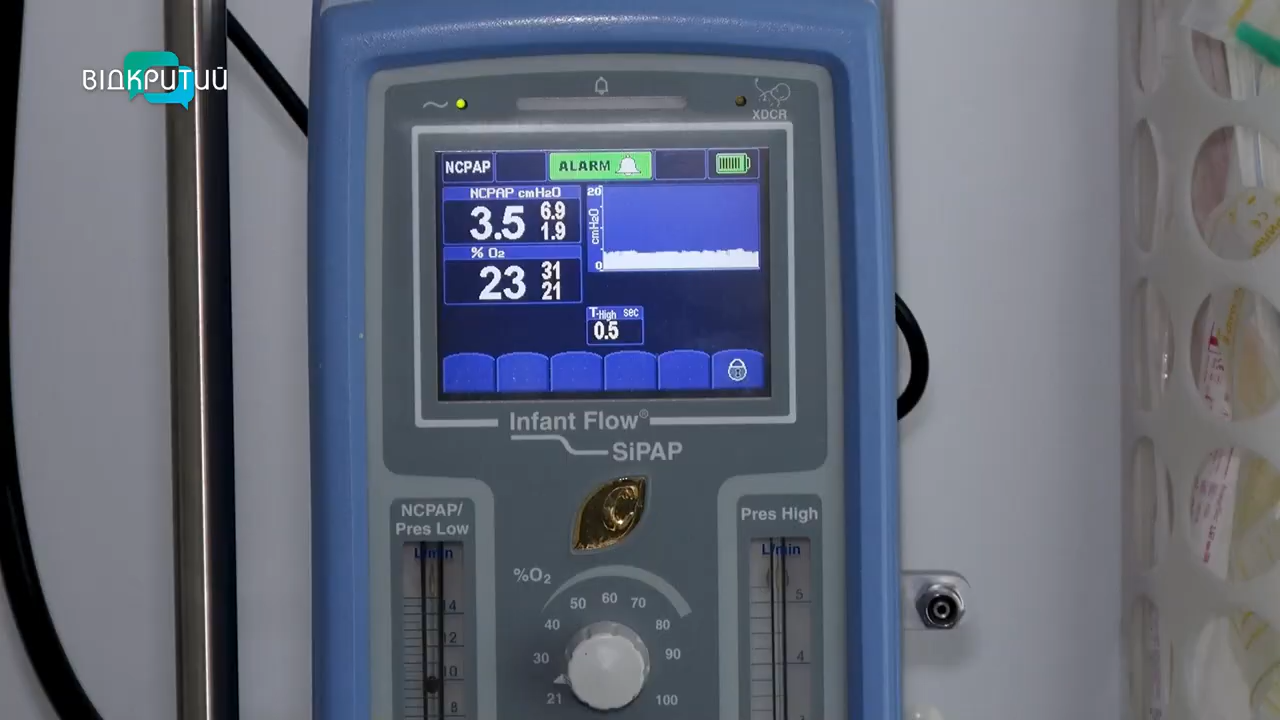 ВІДКРИТИЙ
XDCR
NCPAP
ALARM
NCPAP cmH2O
3.5
6.9
1.9
% O2
23
31
21
20
cmH2O
0
T-High sec
0.5
Infant Flow®
SiPAP
NCPAP/
Pres Low
L/min
14
12
10
8
%O2
21
30
40
50
60
70
80
90
100
Pres High
L/min
5
4